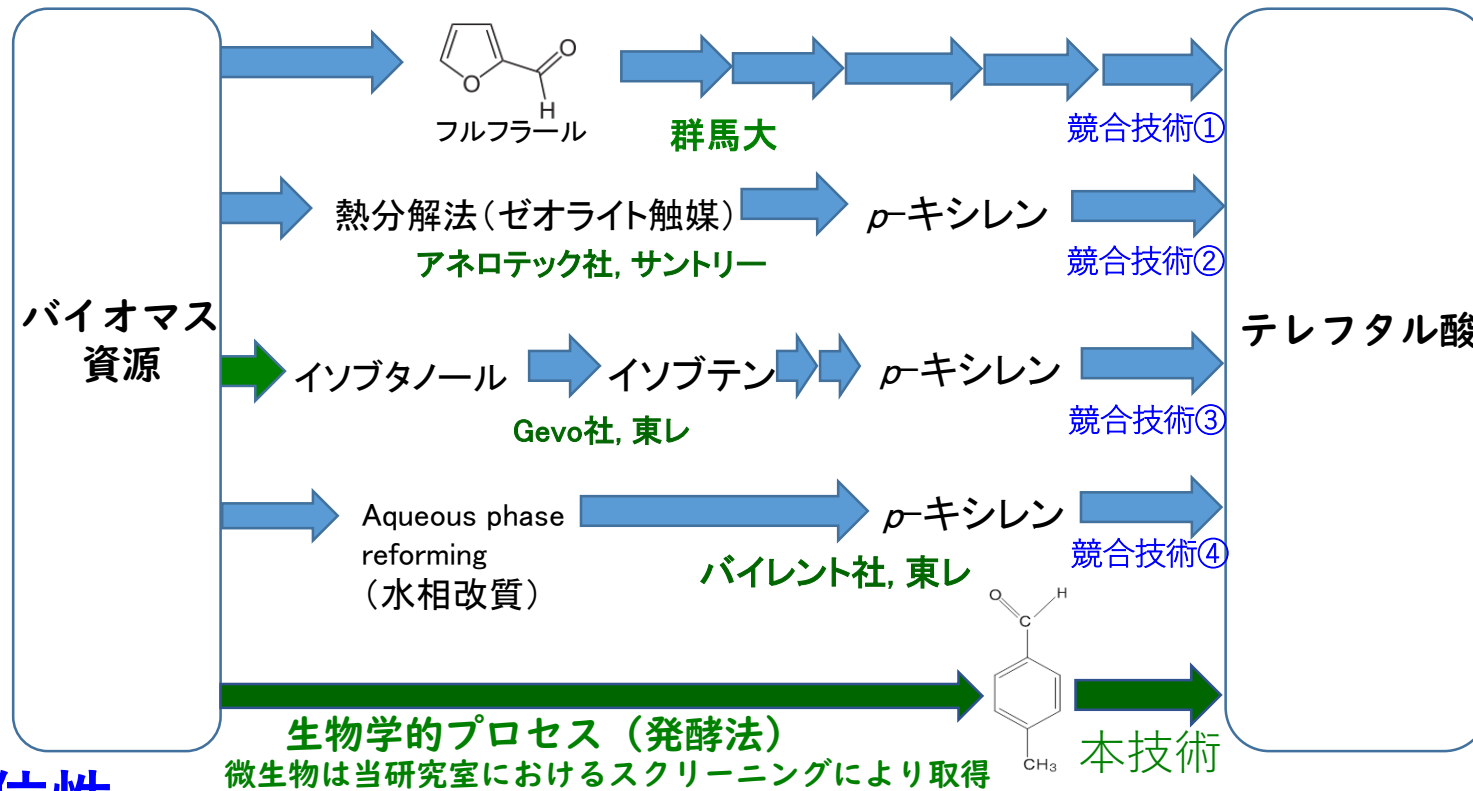 O
O
H
フルフラール
群馬大
競合技術①
熱分解法（ゼオライト触媒）
p-キシレン
アネロテック社, サントリー
競合技術②
バイオマス
資源
テレフタル酸
イソブタノール
イソブテン
p-キシレン
Gevo社, 東レ
競合技術③
Aqueous phase
reforming
（水相改質）
p-キシレン
バイレント社, 東レ
競合技術④
O
H
C
CH₃
生物学的プロセス（発酵法）
微生物は当研究室におけるスクリーニングにより取得
本技術
位性